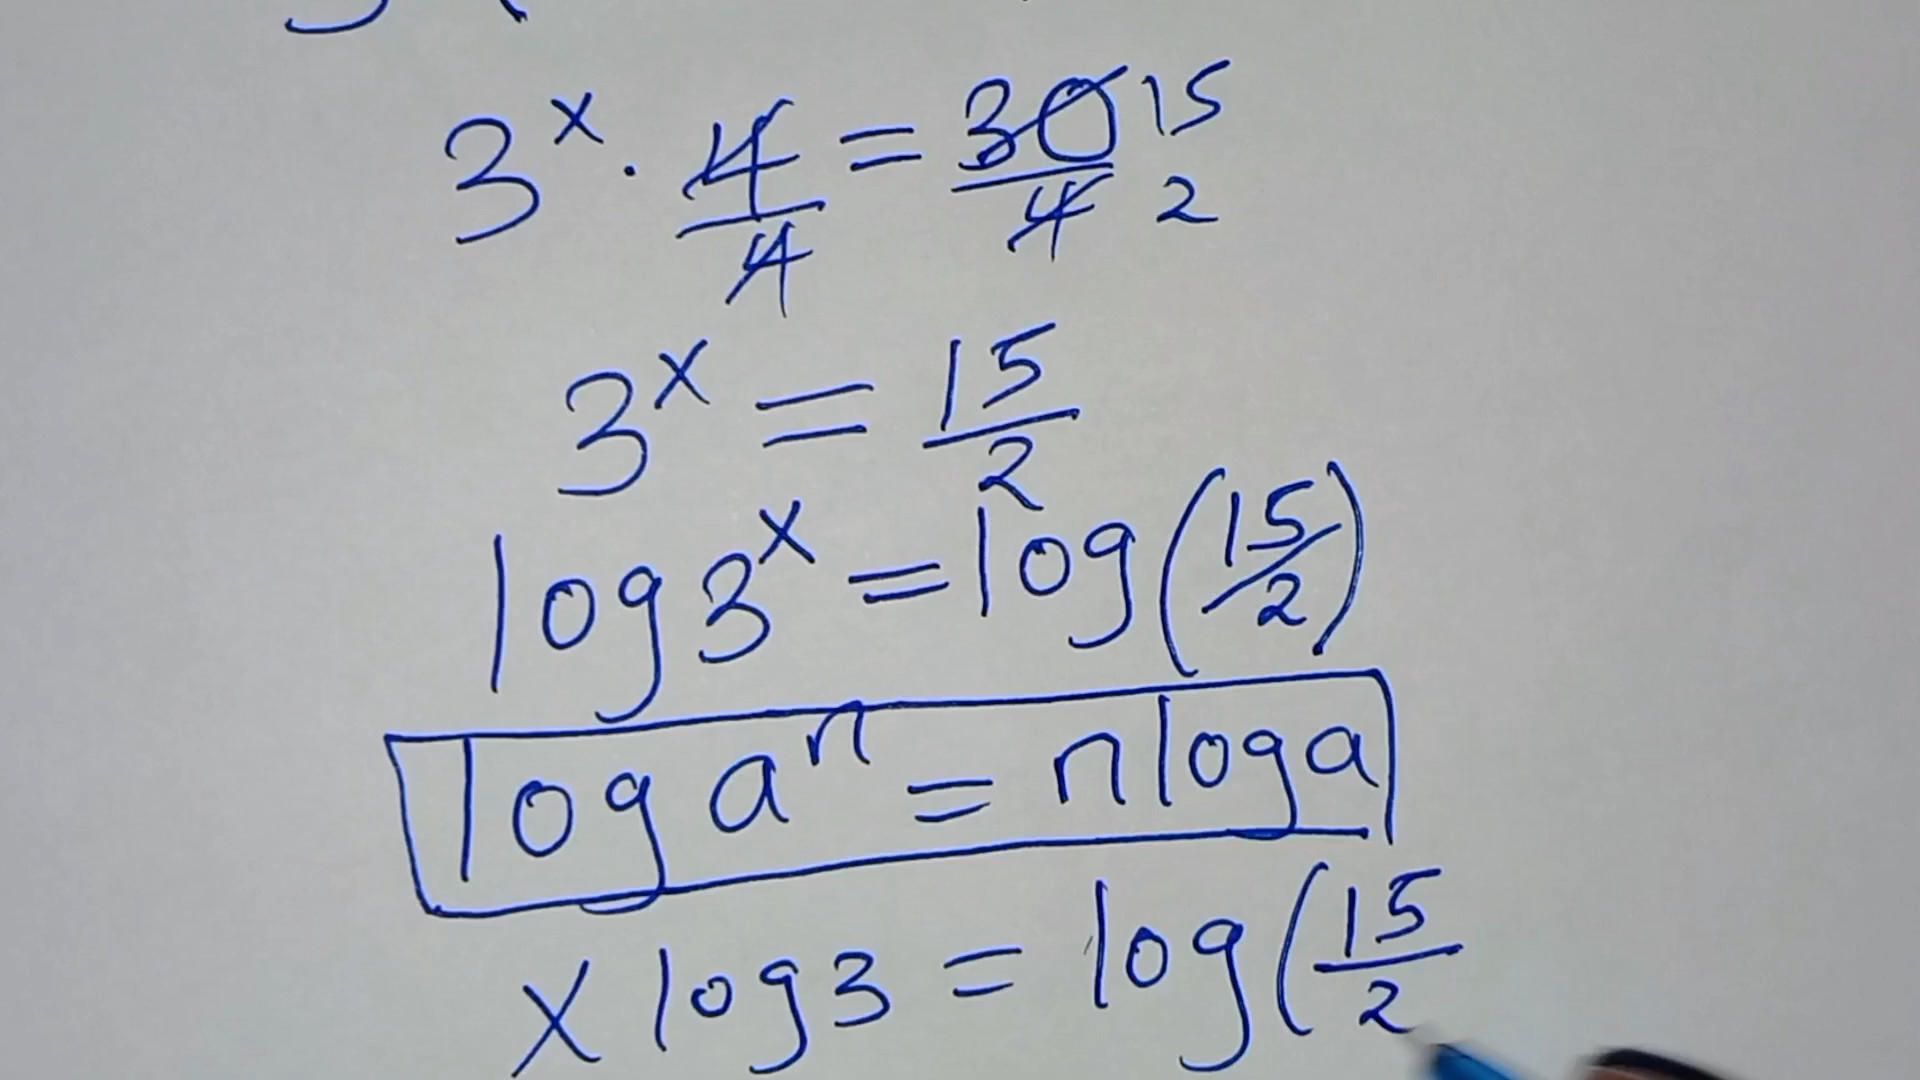 3^x · 4/4 = 30/4 15/2
3^x = 15/2
log 3^x = log(15/2)
log a^n = n log a
x log 3 = log(15/2